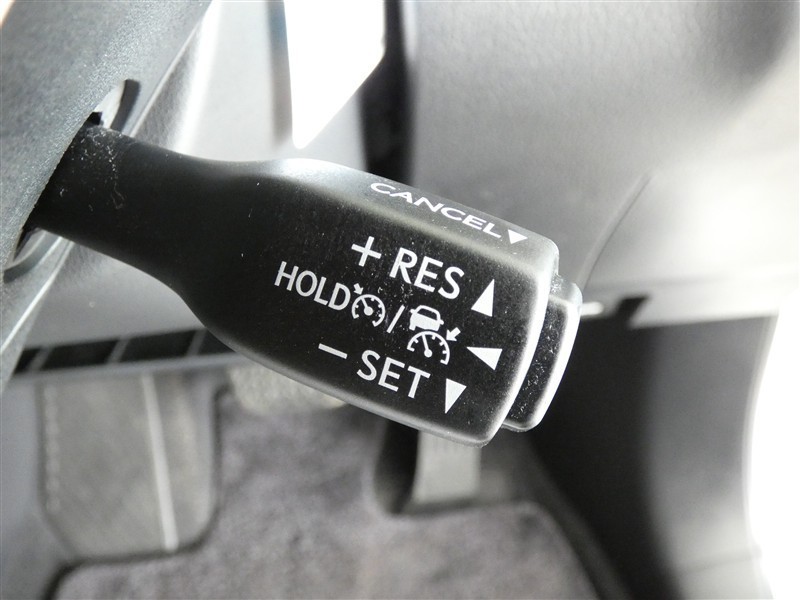 CANCEL▼
+ RES ▲
HOLD / ◀
− SET ▼